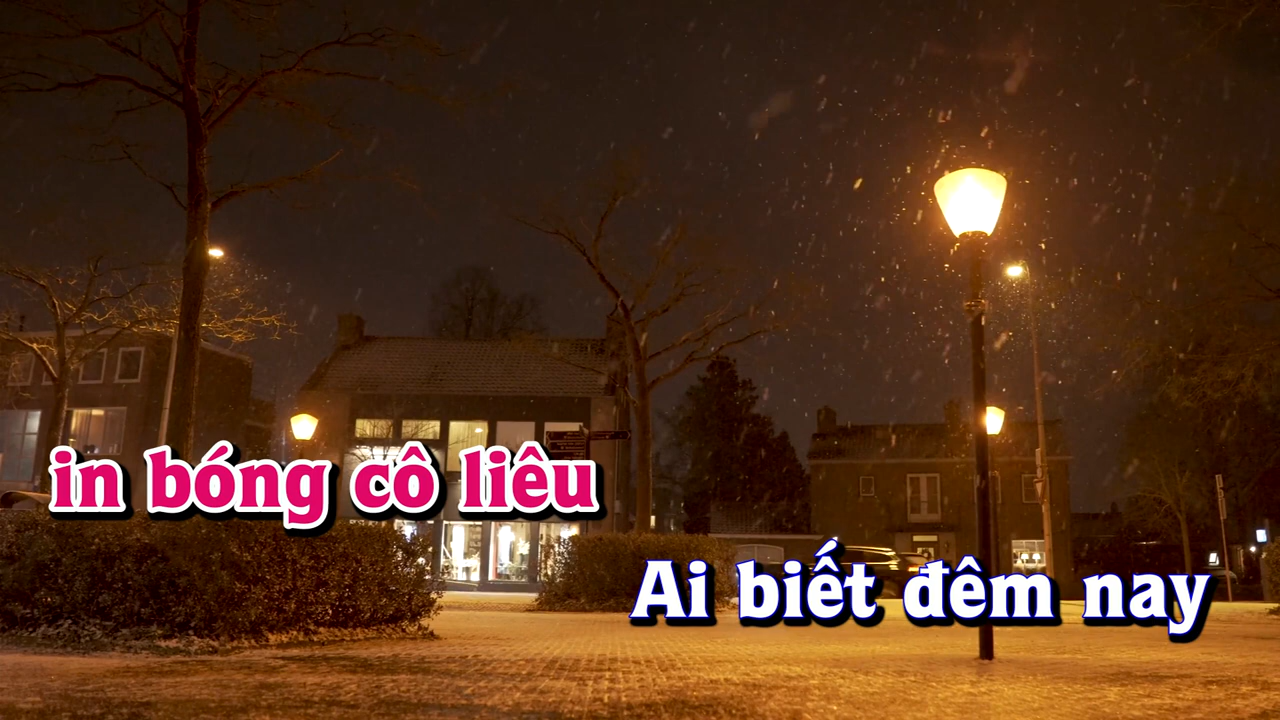 in bóng cô liêu
Ai biết đêm nay